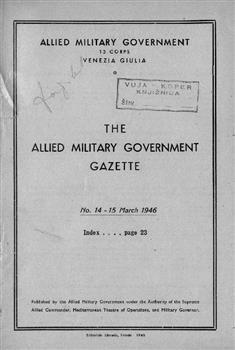 ALLIED MILITARY GOVERNMENT
13 CORPS
VENEZIA GIULIA
VUJA - KOPER
KNJIŽNICA
THE
ALLIED MILITARY GOVERNMENT
GAZETTE
No. 14 - 15 March 1946
Index . . . . page 23
Published by the Allied Military Government under the Authority of the Supreme
Allied Commander, Mediterranean Theatre of Operations, and Military Governor.